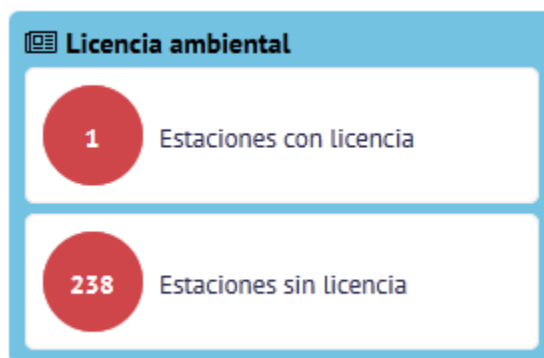 Licencia ambiental
1
Estaciones con licencia
238
Estaciones sin licencia